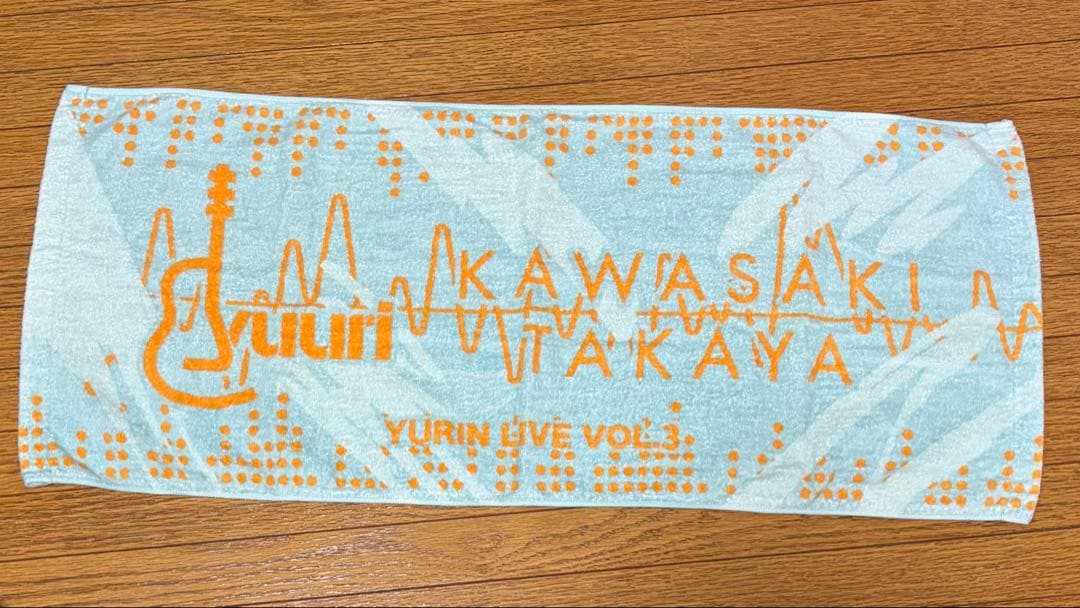 yuuri
KAWASAKI
TAKAYA
YURIN LIVE VOL.3